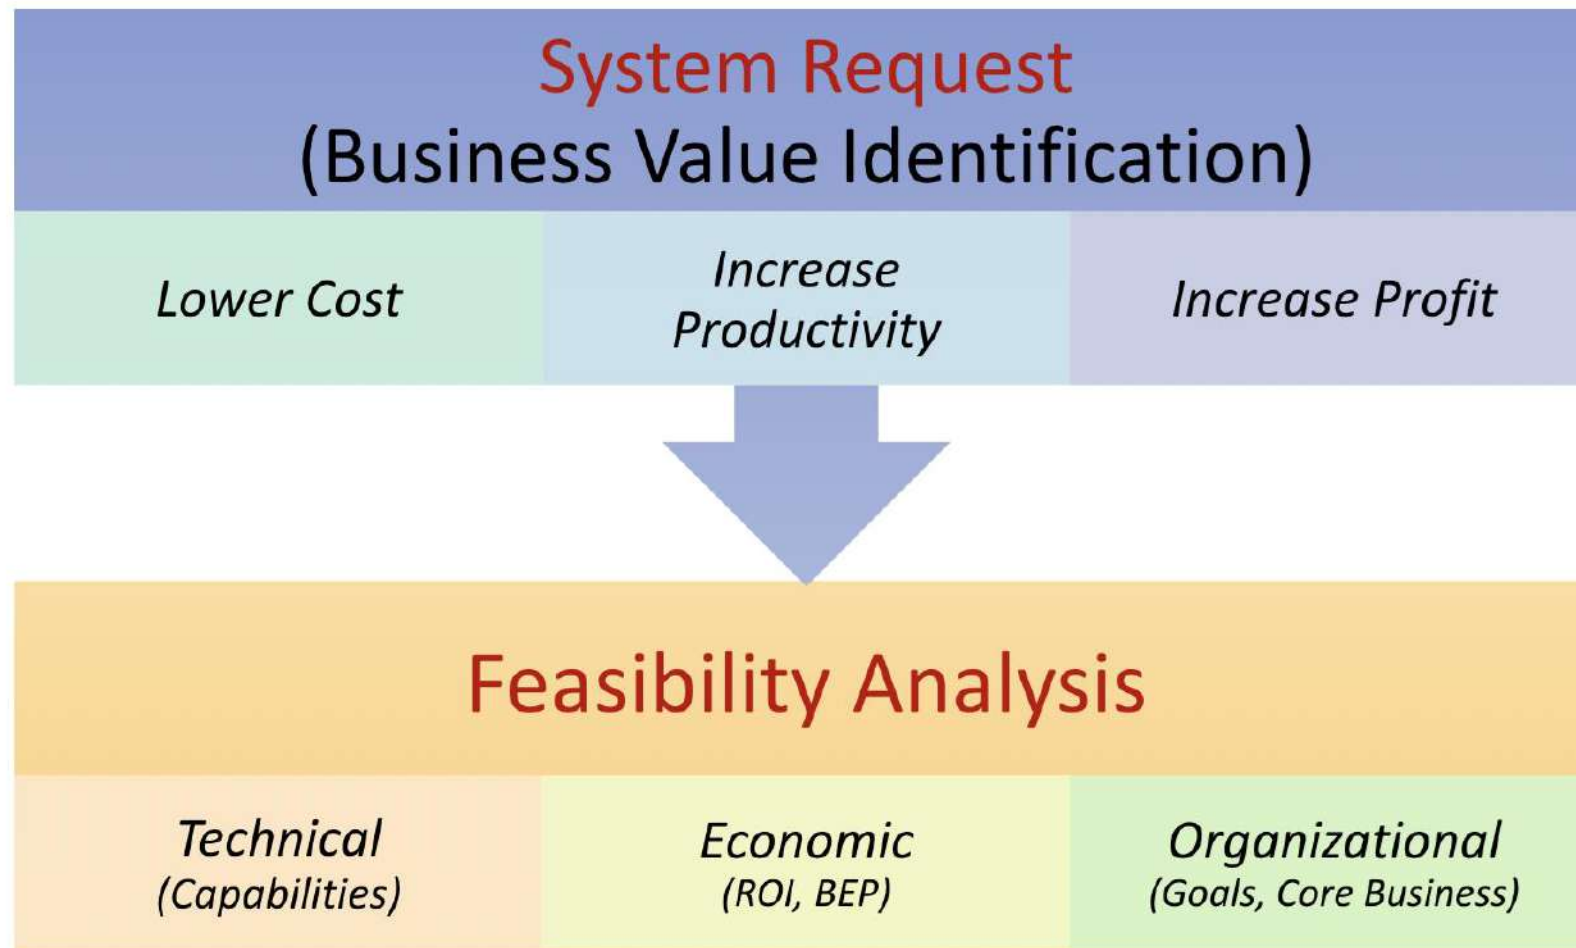 System Request
(Business Value Identification)
Lower Cost
Increase
Productivity
Increase Profit
Feasibility Analysis
Technical
(Capabilities)
Economic
(ROI, BEP)
Organizational
(Goals, Core Business)